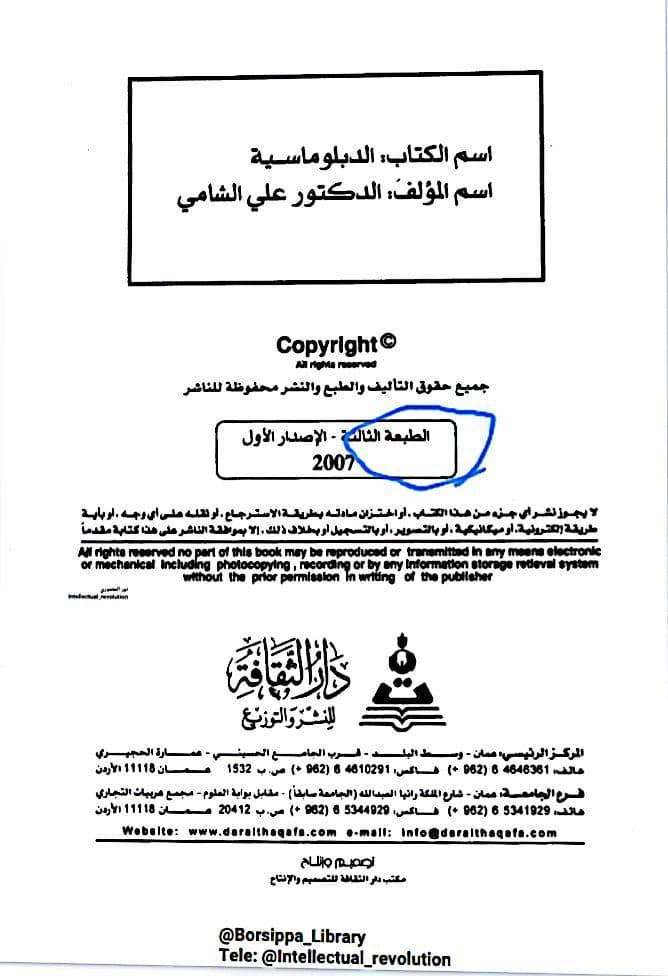 اسم الكتاب: الدبلوماسية
اسم المؤلف: الدكتور علي الشامي
Copyright ©
All rights reserved
جميع حقوق التأليف والطبع والنشر محفوظة للناشر
الطبعة الثالثة - الإصدار الأول
2007
لا يجوز نشر أي جزء من هذا الكتاب، أو اختزان مادته بطريقة الاسترجاع، أو نقله على أي وجه، أو بأية
طريقة إلكترونية، أو ميكانيكية، أو بالتصوير، أو بالتسجيل أو بخلاف ذلك، إلا بموافقة الناشر على هذا كتابة مقدماً
All rights reserved no part of this book may be reproduced or transmitted in any means electronic
or mechanical including photocopying, recording or by any information storage retieval system
without the prior permission in writing of the publisher
Intellectual_revolution
دار الثقافة
للنشر والتوزيع
المركز الرئيسي: عمان - وسط البلد - قرب الجامع الحسيني - عمارة الحجيري
هاتف: 4646361 6 (962 +) فاكس: 4610291 6 (962 +) ص.ب 1532 عمان 11118 الأردن
فرع الجامعة: عمان - شارع الملكة رانيا العبدالله (الجامعة سابقاً) - مقابل بوابة العلوم - مجمع عربيات التجاري
هاتف: 5341929 6 (962 +) فاكس: 5344929 6 (962 +) ص.ب 20412 عمان 11118 الأردن
Website: www.daralthaqafa.com e-mail: info@daralthaqafa.com
تصميم وإنتاج
مكتب دار الثقافة للتصميم والإنتاج
@Borsippa_Library
Tele: @Intellectual_revolution